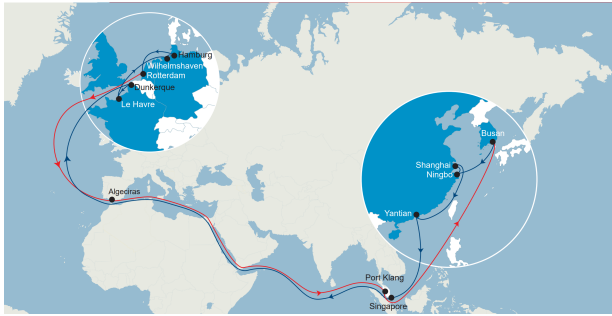 Hamburg
Wilhelmshaven
Rotterdam
Dunkerque
Le Havre
Busan
Shanghai
Ningbo
Algeciras
Yantian
Port Klang
Singapore